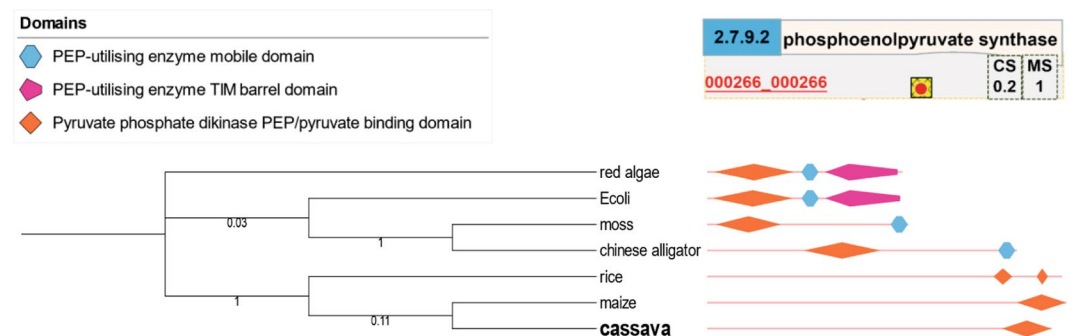 Domains
PEP-utilising enzyme mobile domain
PEP-utilising enzyme TIM barrel domain
Pyruvate phosphate dikinase PEP/pyruvate binding domain
2.7.9.2 phosphoenolpyruvate synthase
CS MS
000266_000266 0.2 1
red algae
0.03
Ecoli
moss
1
chinese alligator
rice
1
maize
0.11
cassava